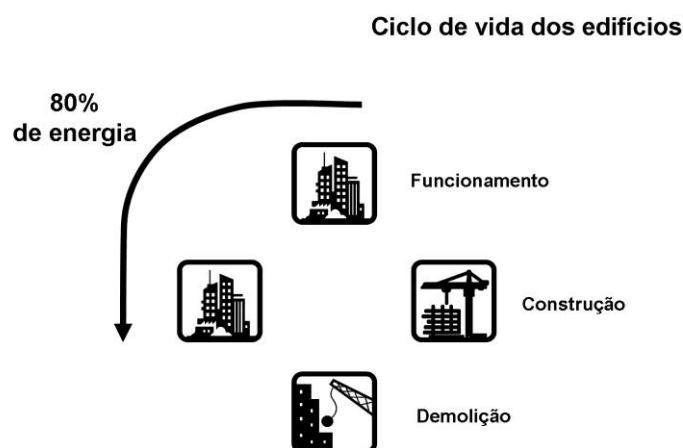 Ciclo de vida dos edifícios
80%
de energia
Funcionamento
Construção
Demolição